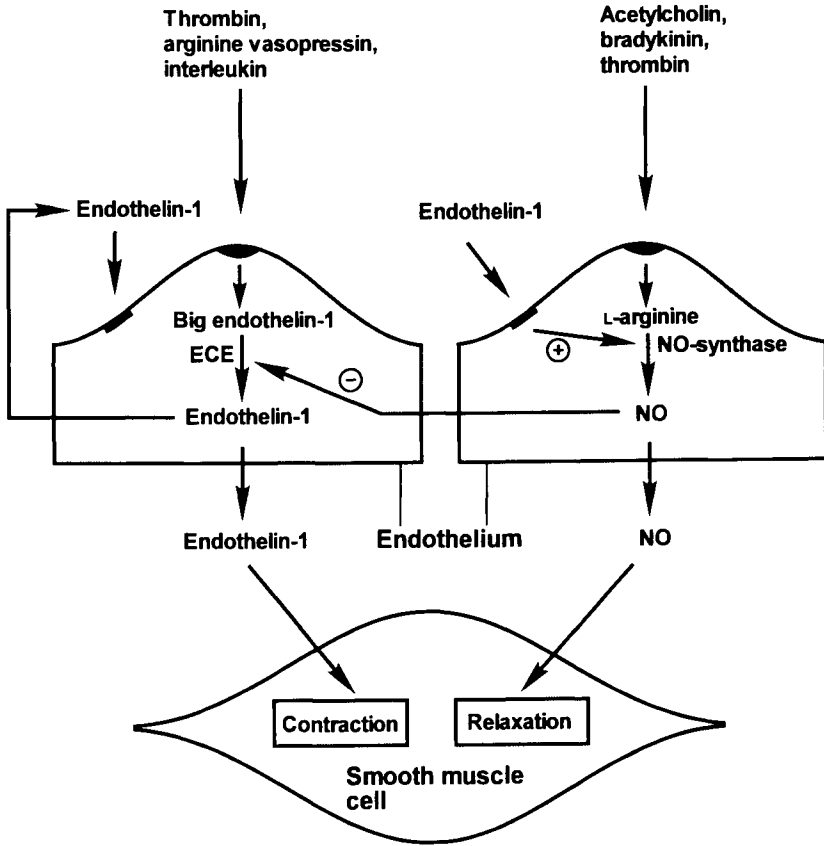 Thrombin,
arginine vasopressin,
interleukin
Acetylcholin,
bradykinin,
thrombin
Endothelin-1
Endothelin-1
Big endothelin-1
ECE
Endothelin-1
L-arginine
NO-synthase
+
−
NO
Endothelin-1
Endothelium
NO
Contraction
Relaxation
Smooth muscle
cell